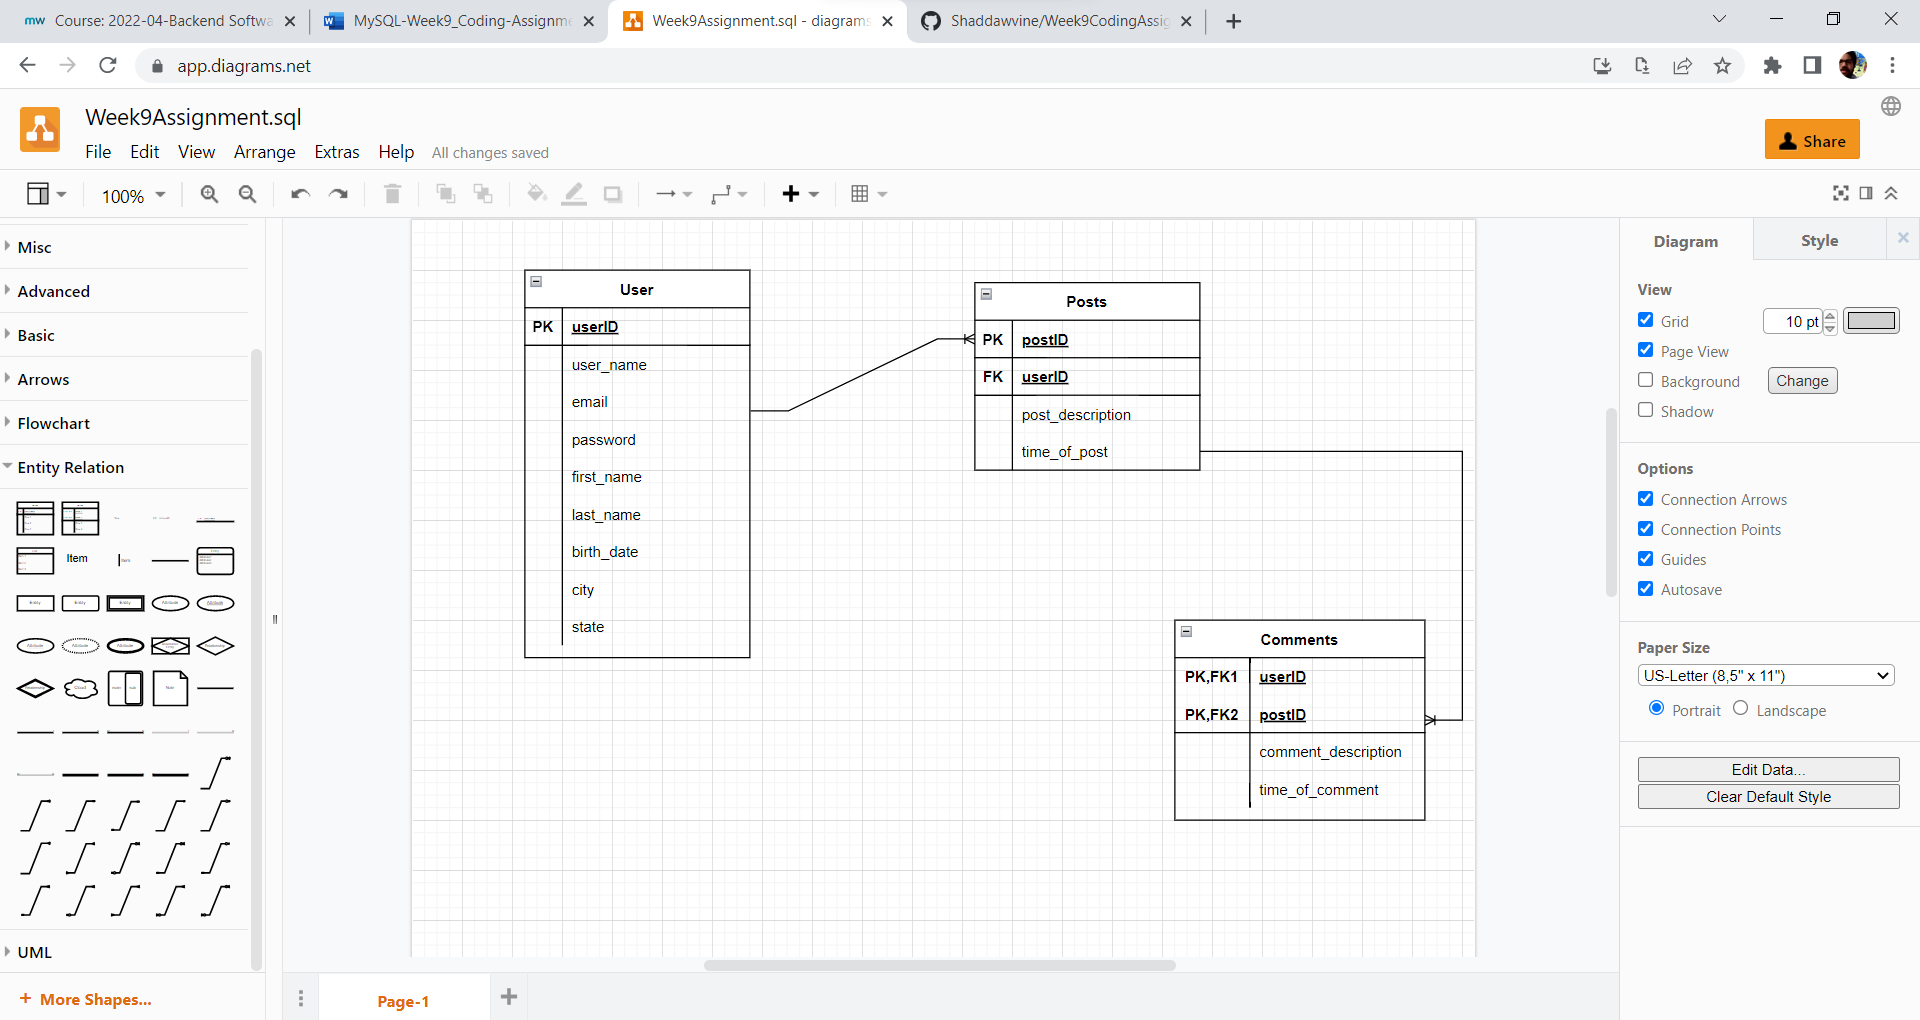 Course: 2022-04-Backend Softwa
MySQL-Week9_Coding-Assignme
Week9Assignment.sql - diagrams
Shaddawvine/Week9CodingAssig
app.diagrams.net
Week9Assignment.sql
File Edit View Arrange Extras Help All changes saved
Share
100%
Misc
Advanced
Basic
Arrows
Flowchart
Entity Relation
Item
UML
+ More Shapes...
User
PK userID
user_name
email
password
first_name
last_name
birth_date
city
state
Posts
PK postID
FK userID
post_description
time_of_post
Comments
PK,FK1 userID
PK,FK2 postID
comment_description
time_of_comment
Page-1
Diagram Style
View
Grid 10 pt
Page View
Background Change
Shadow
Options
Connection Arrows
Connection Points
Guides
Autosave
Paper Size
US-Letter (8,5" x 11")
Portrait Landscape
Edit Data...
Clear Default Style